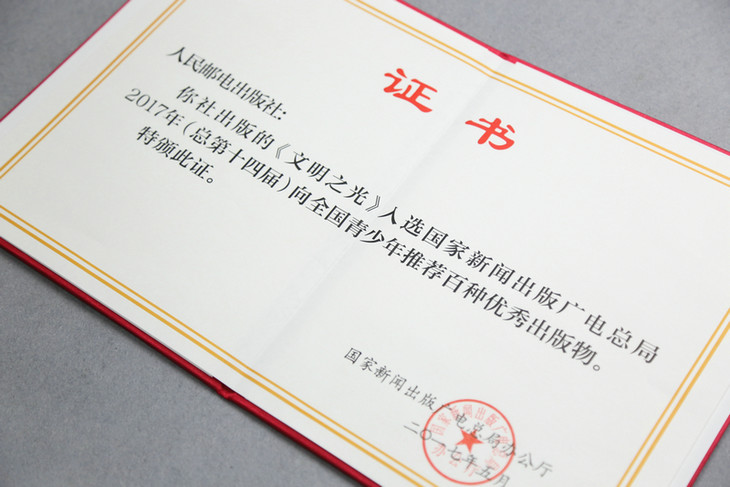 证书
人民邮电出版社：
你社出版的《文明之光》入选国家新闻出版广电总局
2017年（总第十四届）向全国青少年推荐百种优秀出版物。
特颁此证。
国家新闻出版广电总局办公厅
二〇一七年五月